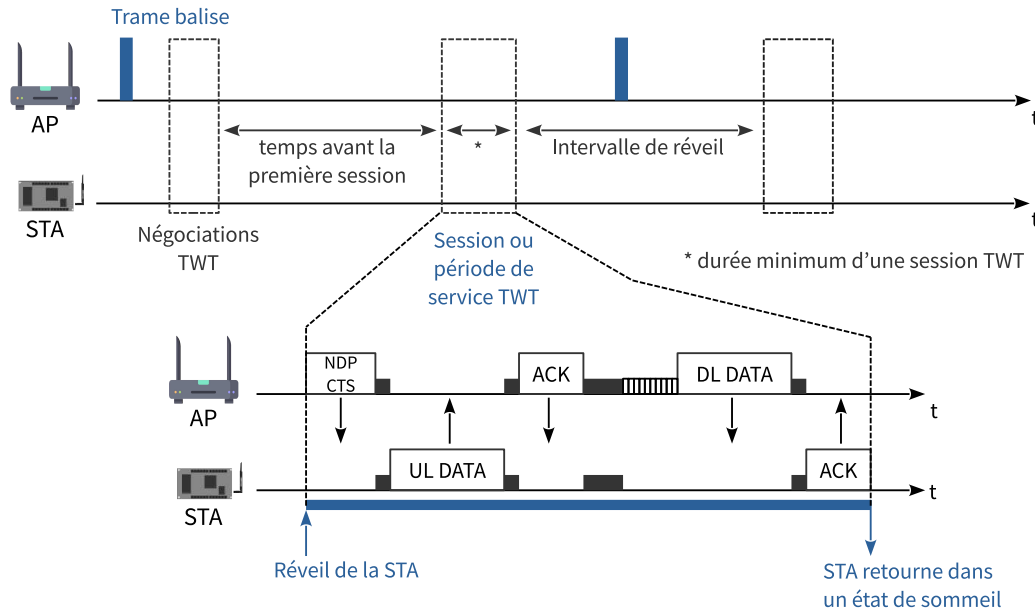 Trame balise
AP
t
temps avant la
première session
*
Intervalle de réveil
STA
t
Négociations
TWT
Session ou
période de
service TWT
* durée minimum d’une session TWT
NDP
CTS
ACK
DL DATA
AP
t
UL DATA
ACK
STA
t
Réveil de la STA
STA retourne dans
un état de sommeil